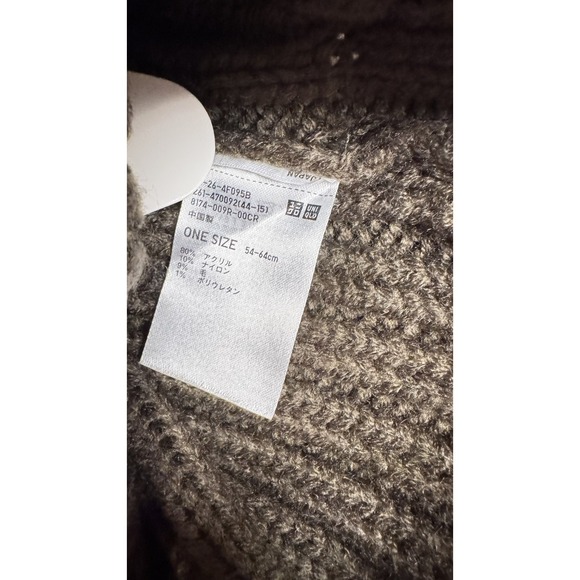 JAPAN
-26-4F095B
261-470092(44-15)
8174-009R-00CR
中国製
ユニクロ UNIQLO
ONE SIZE 54-64cm
80% アクリル
10% ナイロン
9% 毛
1% ポリウレタン